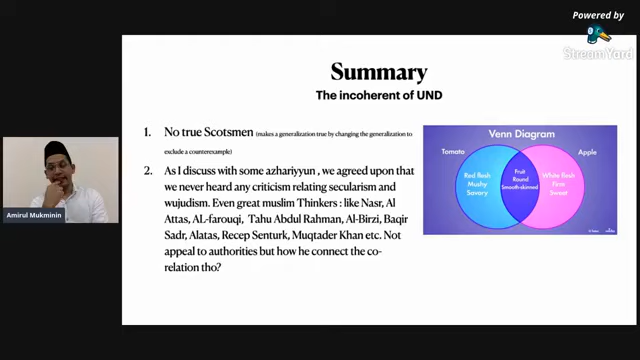 Powered by
StreamYard
Summary
The incoherent of UND
1. No true Scotsmen (makes a generalization true by changing the generalization to
exclude a counterexample)
2. As I discuss with some azhariyyun , we agreed upon that
we never heard any criticism relating secularism and
wujudism. Even great muslim Thinkers : like Nasr, Al
Attas, AL-farouqi, Tahu Abdul Rahman, Al-Birzi, Baqir
Sadr, Alatas, Recep Senturk, Muqtader Khan etc. Not
appeal to authorities but how he connect the co-
relation tho?
Venn Diagram
Tomato
Apple
Red flesh
Mushy
Savory
Fruit
Round
Smooth-skinned
White flesh
Firm
Sweet
Amirul Mukminin